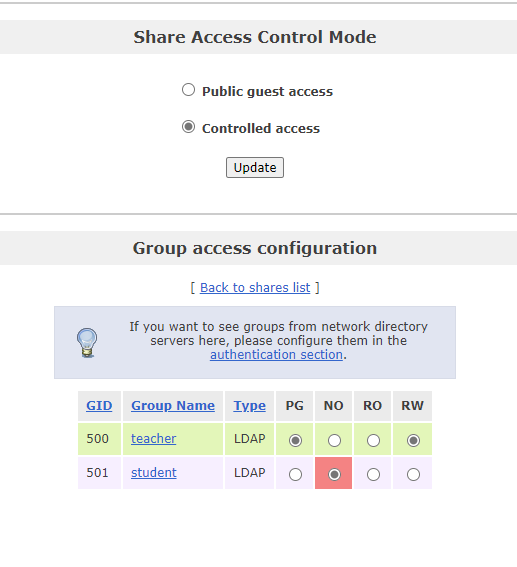 Share Access Control Mode
Public guest access
Controlled access
Update
Group access configuration
[ Back to shares list ]
If you want to see groups from network directory
servers here, please configure them in the
authentication section.
GID Group Name Type PG NO RO RW
500 teacher LDAP
501 student LDAP